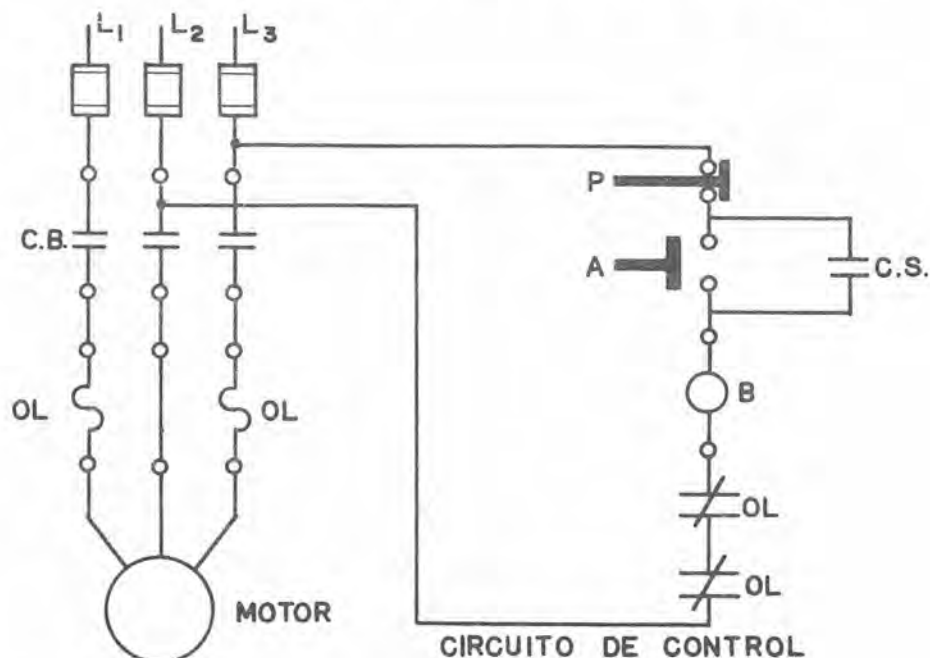 L1 L2 L3
P
C.B.
A
C.S.
B
OL
OL
OL
OL
MOTOR
CIRCUITO DE CONTROL